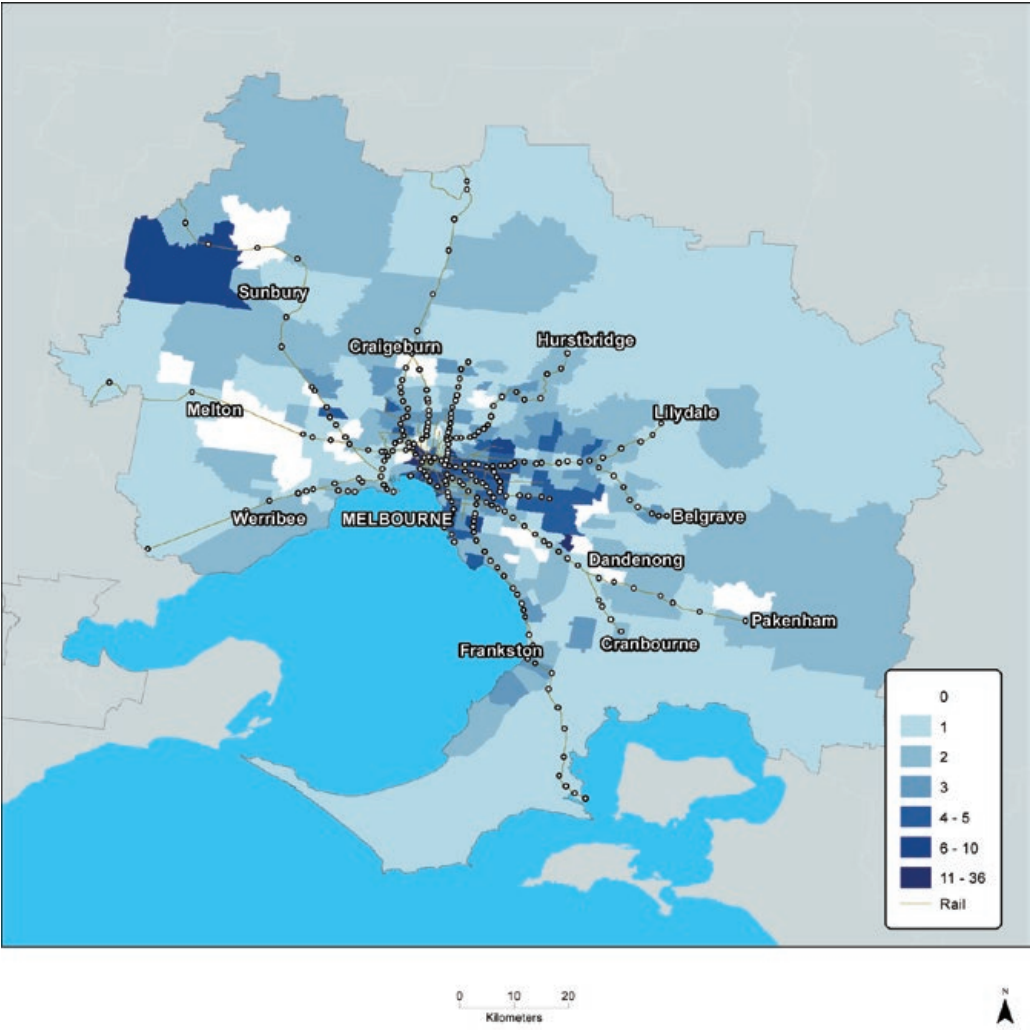 Craigeburn
Hurstbridge
Sunbury
Melton
Lilydale
Werribee
MELBOURNE
Belgrave
Dandenong
Pakenham
Cranbourne
Frankston
0
1
2
3
4 - 5
6 - 10
11 - 36
Rail
0 10 20
Kilometers
N